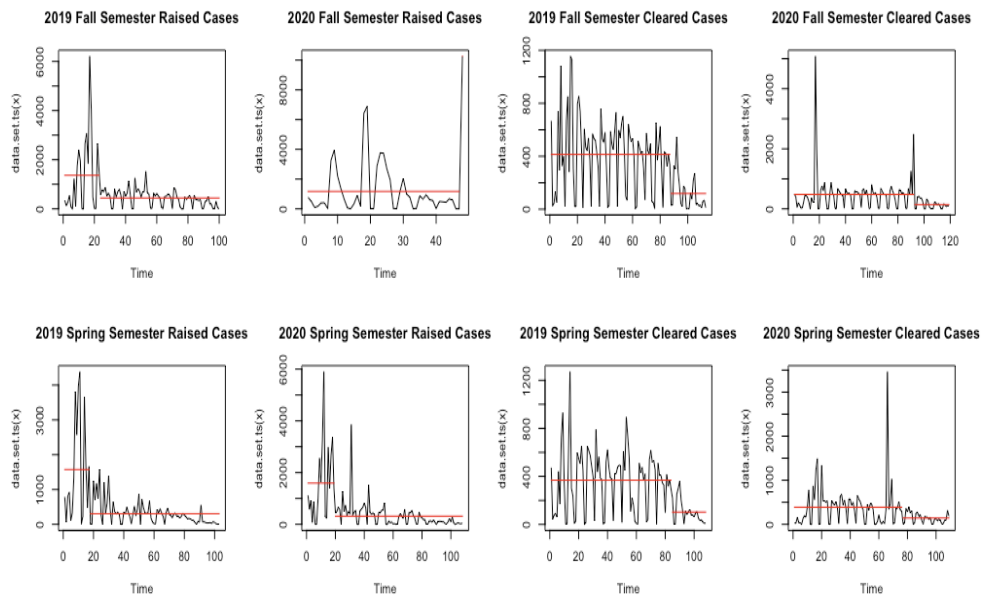 2019 Fall Semester Raised Cases
2020 Fall Semester Raised Cases
2019 Fall Semester Cleared Cases
2020 Fall Semester Cleared Cases
data.set.ts(x)
0 2000 4000 6000
0 20 40 60 80 100
Time
data.set.ts(x)
0 4000 8000
0 10 20 30 40
Time
data.set.ts(x)
0 400 800 1200
0 20 40 60 80 100
Time
data.set.ts(x)
0 2000 4000
0 20 40 60 80 100 120
Time
2019 Spring Semester Raised Cases
2020 Spring Semester Raised Cases
2019 Spring Semester Cleared Cases
2020 Spring Semester Cleared Cases
data.set.ts(x)
0 1000 3000
0 20 40 60 80 100
Time
data.set.ts(x)
0 2000 4000 6000
0 20 40 60 80 100
Time
data.set.ts(x)
0 400 800 1200
0 20 40 60 80 100
Time
data.set.ts(x)
0 1000 2000 3000
0 20 40 60 80 100
Time